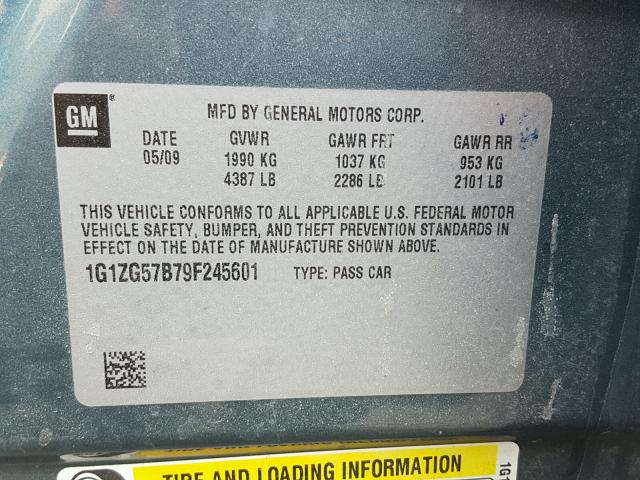 GM
MFD BY GENERAL MOTORS CORP.
DATE GVWR GAWR FRT GAWR RR
05/09 1990 KG 1037 KG 953 KG
4387 LB 2286 LB 2101 LB
THIS VEHICLE CONFORMS TO ALL APPLICABLE U.S. FEDERAL MOTOR
VEHICLE SAFETY, BUMPER, AND THEFT PREVENTION STANDARDS IN
EFFECT ON THE DATE OF MANUFACTURE SHOWN ABOVE.
1G1ZG57B79F245601 TYPE: PASS CAR
TIRE AND LOADING INFORMATION